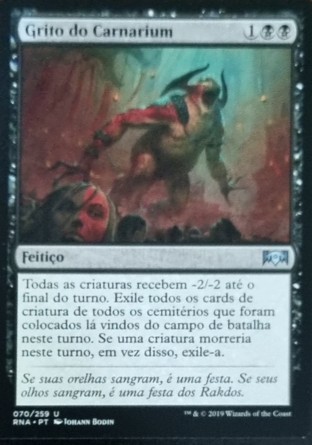 Grito do Carnarium 1
Feitiço
Todas as criaturas recebem -2/-2 até o
final do turno. Exile todos os cards de
criatura de todos os cemitérios que foram
colocados lá vindos do campo de batalha
neste turno. Se uma criatura morreria
neste turno, em vez disso, exile-a.
Se suas orelhas sangram, é uma festa. Se seus
olhos sangram, é uma festa dos Rakdos.
070/259 U
RNA • PT Johann Bodin ™ & © 2019 Wizards of the Coast